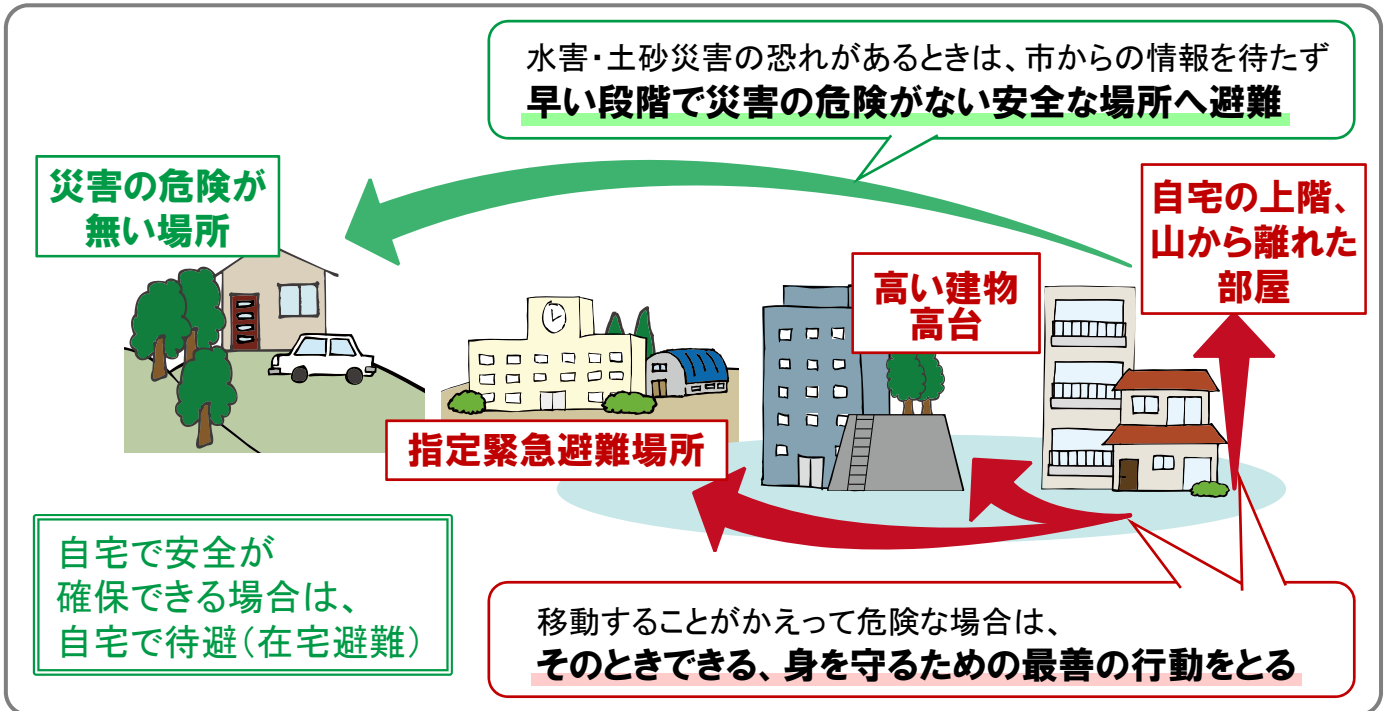 水害・土砂災害の恐れがあるときは、市からの情報を待たず
早い段階で災害の危険がない安全な場所へ避難
災害の危険が
無い場所
自宅の上階、
山から離れた
部屋
高い建物
高台
指定緊急避難場所
自宅で安全が
確保できる場合は、
自宅で待避(在宅避難)
移動することがかえって危険な場合は、
そのときできる、身を守るための最善の行動をとる